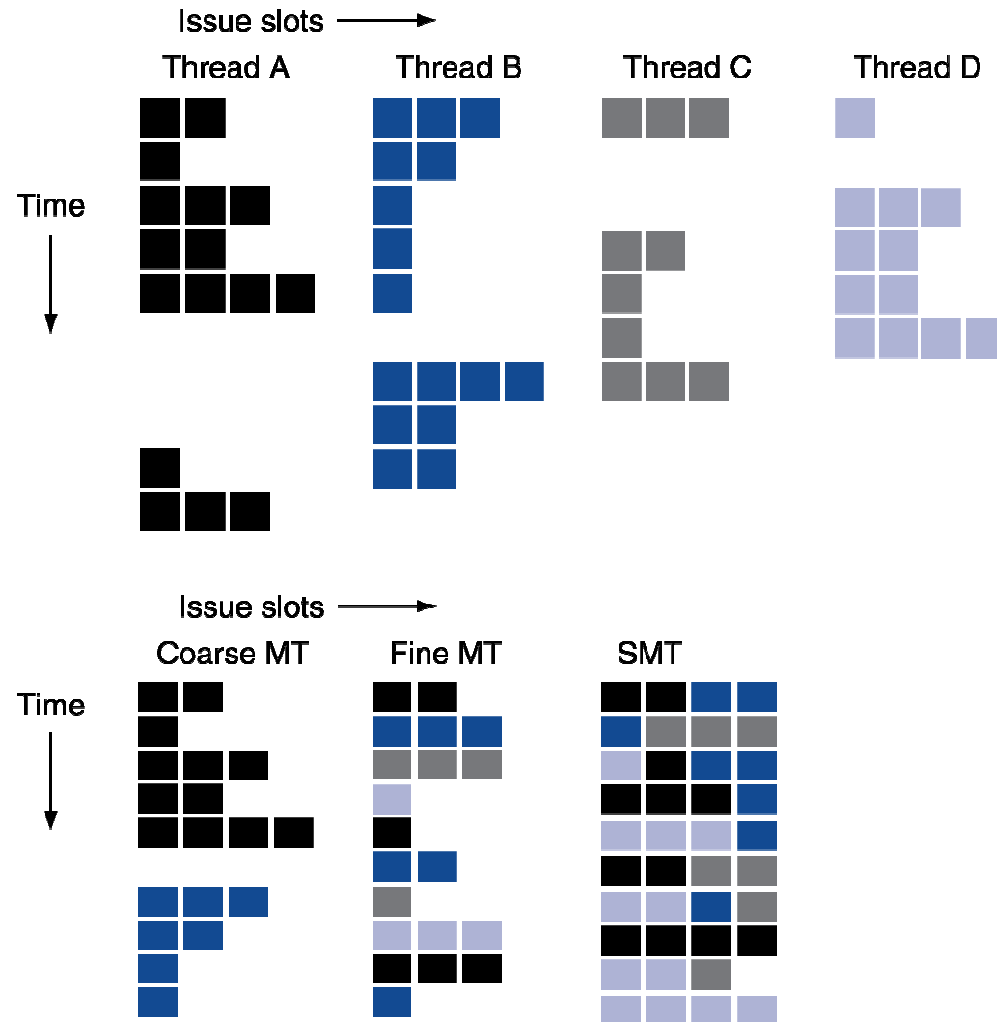 Issue slots
Thread A Thread B Thread C Thread D
Time
Issue slots
Coarse MT Fine MT SMT
Time